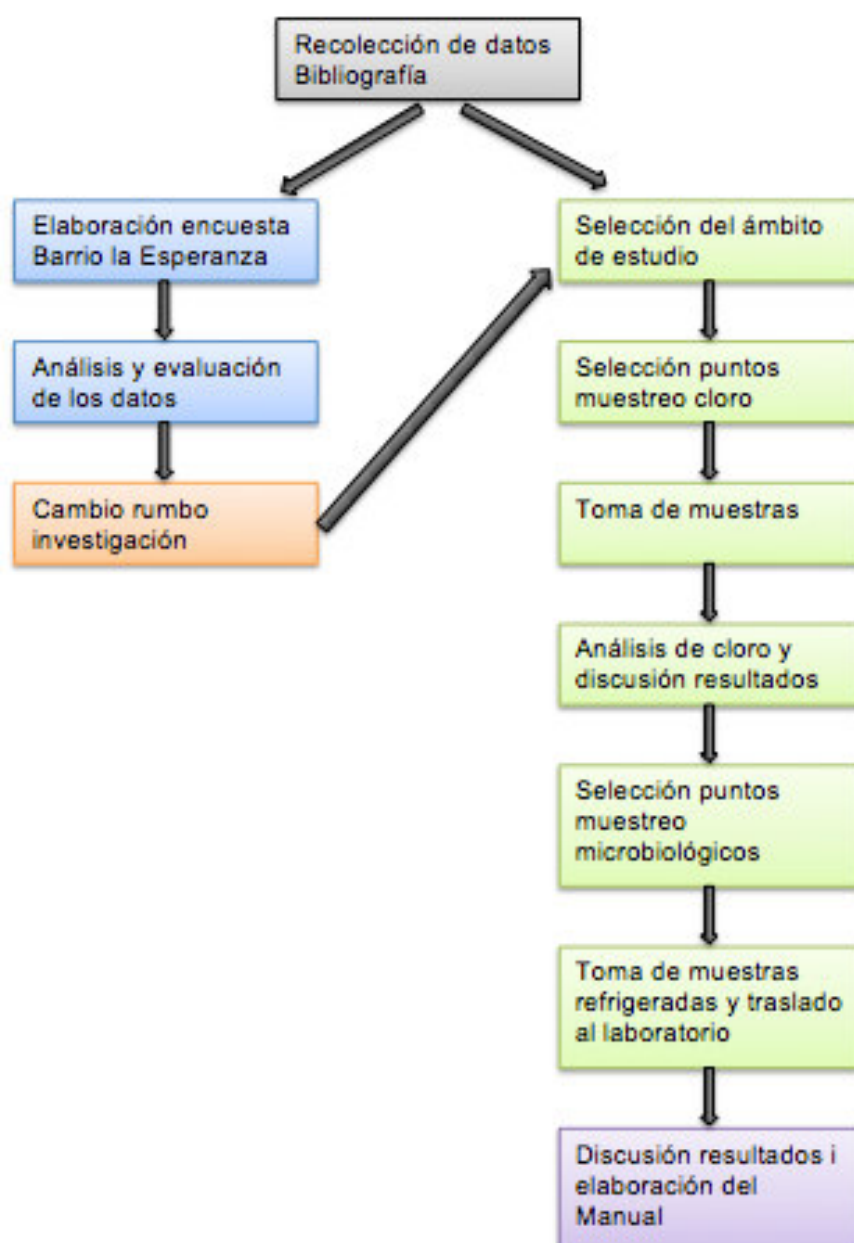 Recolección de datos
Bibliografía
Elaboración encuesta
Barrio la Esperanza
Análisis y evaluación
de los datos
Cambio rumbo
investigación
Selección del ámbito
de estudio
Selección puntos
muestreo cloro
Toma de muestras
Análisis de cloro y
discusión resultados
Selección puntos
muestreo
microbiológicos
Toma de muestras
refrigeradas y traslado
al laboratorio
Discusión resultados i
elaboración del
Manual